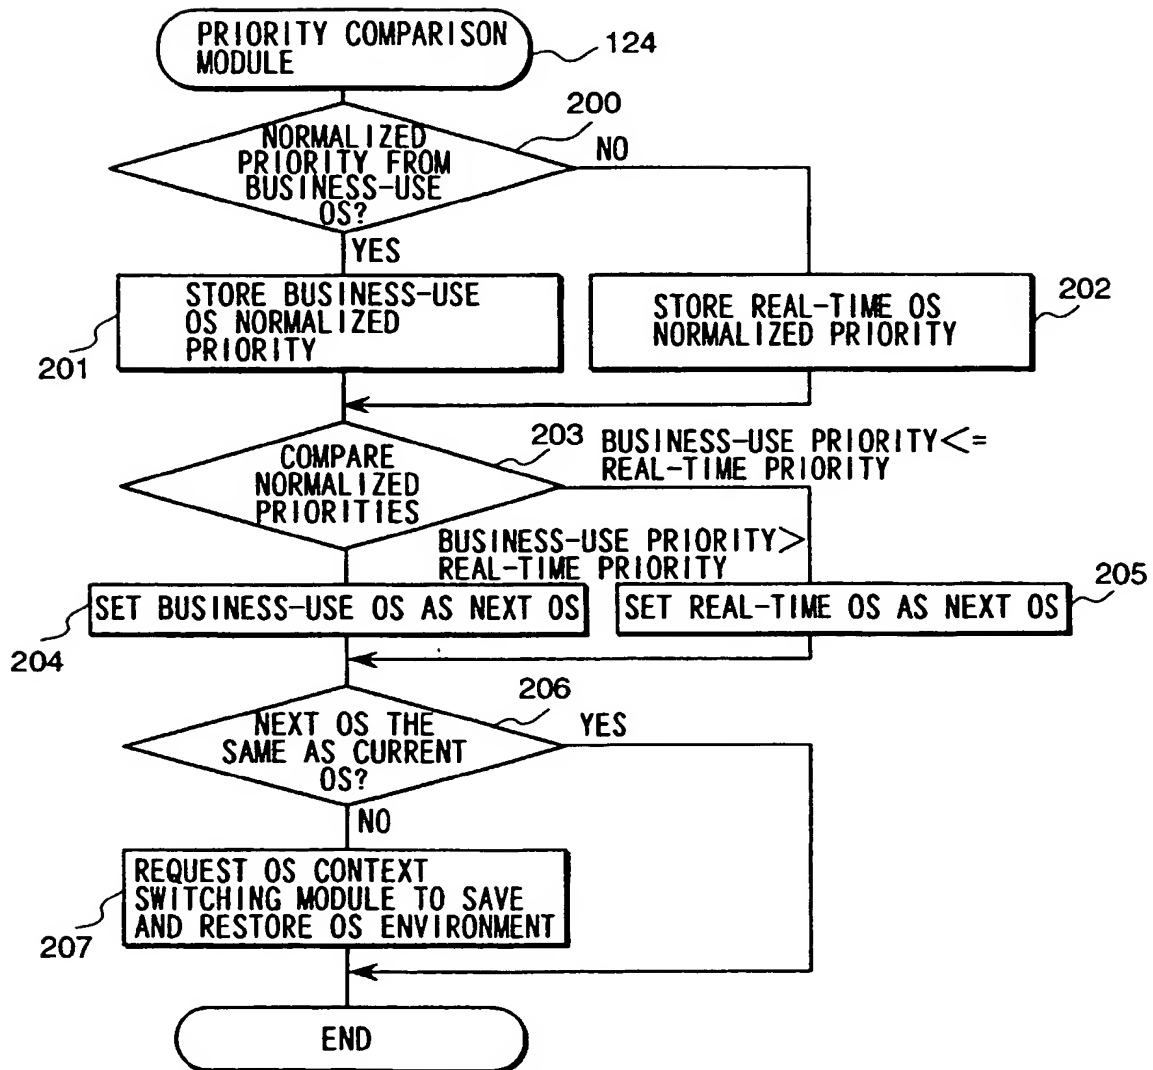 PRIORITY COMPARISON
MODULE
124
200
NORMALIZED
PRIORITY FROM
BUSINESS-USE
OS?
NO
YES
STORE BUSINESS-USE
OS NORMALIZED
PRIORITY
201
STORE REAL-TIME OS
NORMALIZED PRIORITY
202
203
COMPARE
NORMALIZED
PRIORITIES
BUSINESS-USE PRIORITY<=
REAL-TIME PRIORITY
BUSINESS-USE PRIORITY>
REAL-TIME PRIORITY
SET BUSINESS-USE OS AS NEXT OS
204
SET REAL-TIME OS AS NEXT OS
205
206
NEXT OS THE
SAME AS CURRENT
OS?
YES
NO
REQUEST OS CONTEXT
SWITCHING MODULE TO SAVE
AND RESTORE OS ENVIRONMENT
207
END